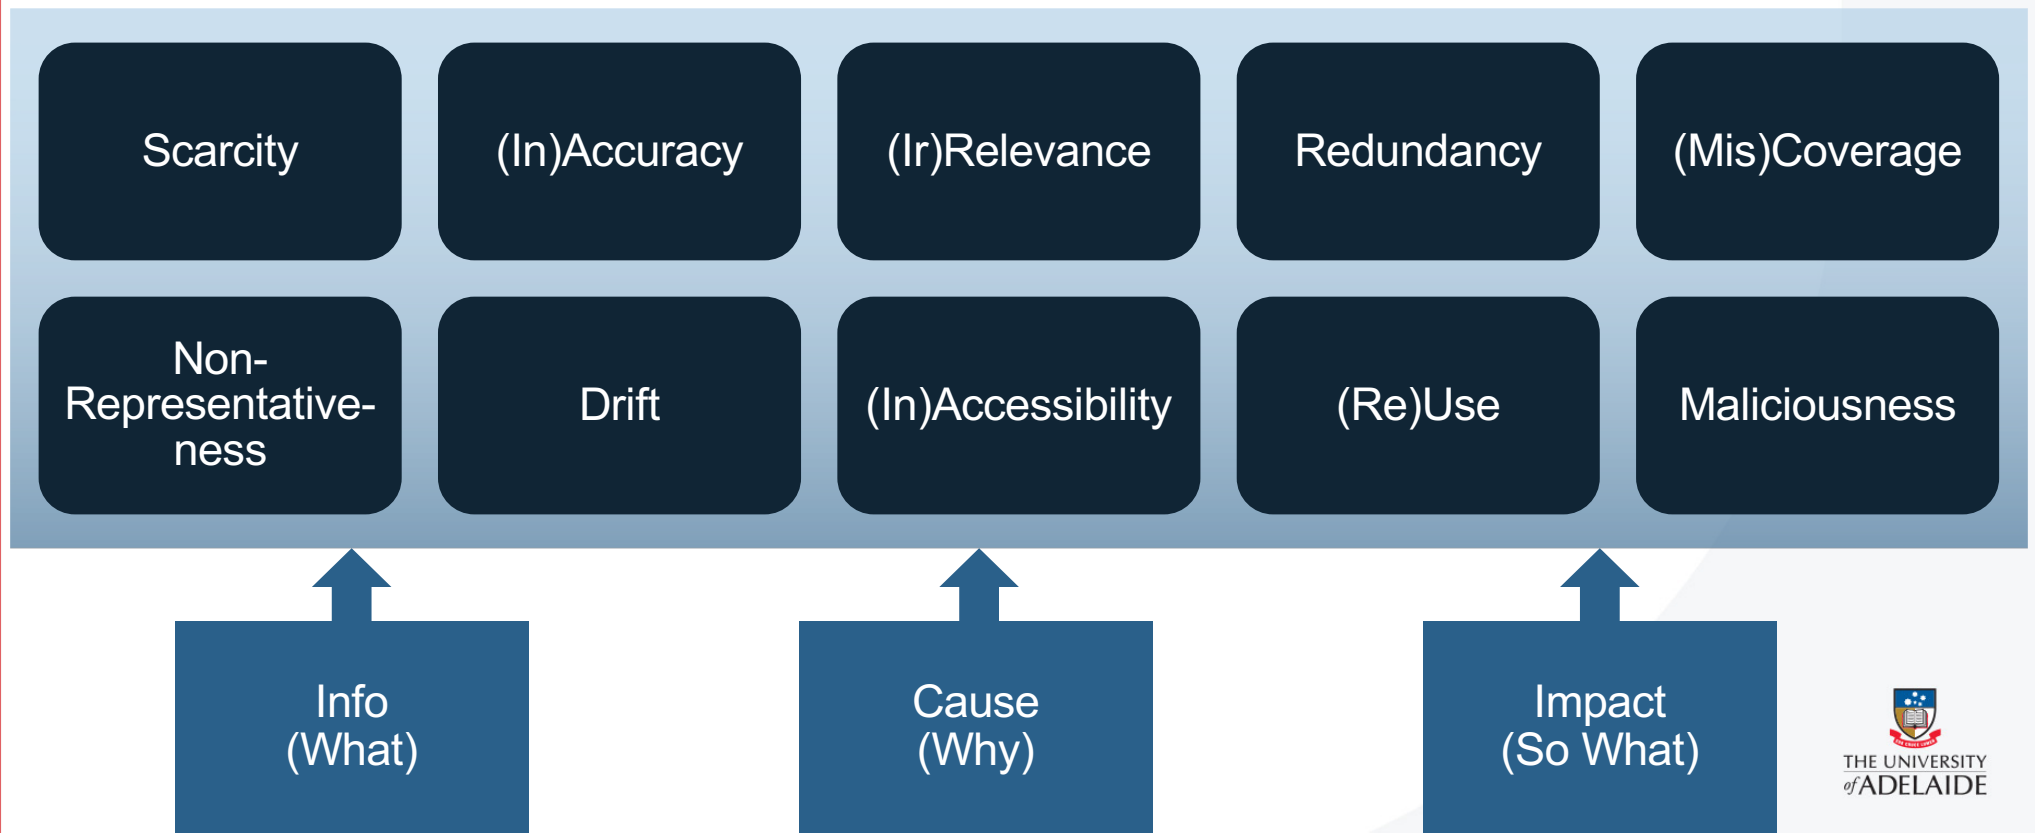 Scarcity
(In)Accuracy
(Ir)Relevance
Redundancy
(Mis)Coverage
Non-
Representative-
ness
Drift
(In)Accessibility
(Re)Use
Maliciousness
Info
(What)
Cause
(Why)
Impact
(So What)
THE UNIVERSITY
of ADELAIDE